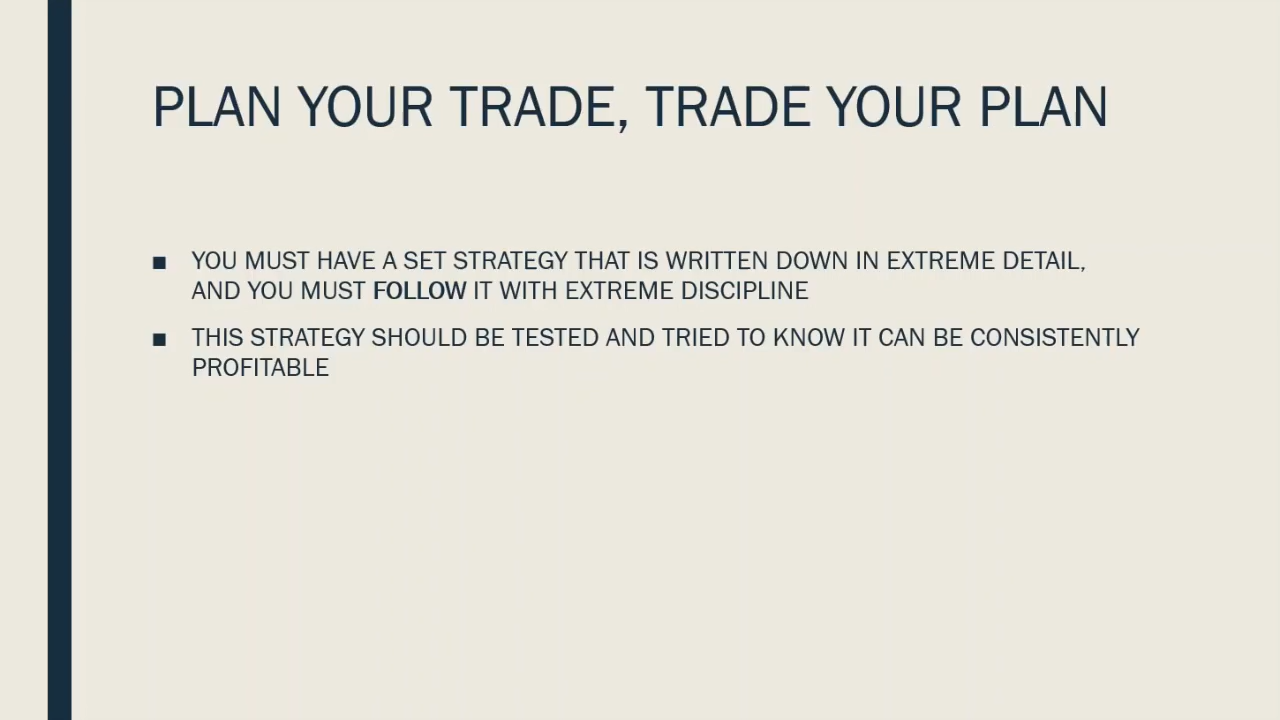 PLAN YOUR TRADE, TRADE YOUR PLAN
■ YOU MUST HAVE A SET STRATEGY THAT IS WRITTEN DOWN IN EXTREME DETAIL,
AND YOU MUST FOLLOW IT WITH EXTREME DISCIPLINE
■ THIS STRATEGY SHOULD BE TESTED AND TRIED TO KNOW IT CAN BE CONSISTENTLY
PROFITABLE